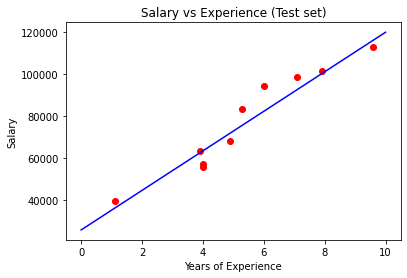 Salary vs Experience (Test set)
120000
100000
80000
60000
40000
Salary
0 2 4 6 8 10
Years of Experience